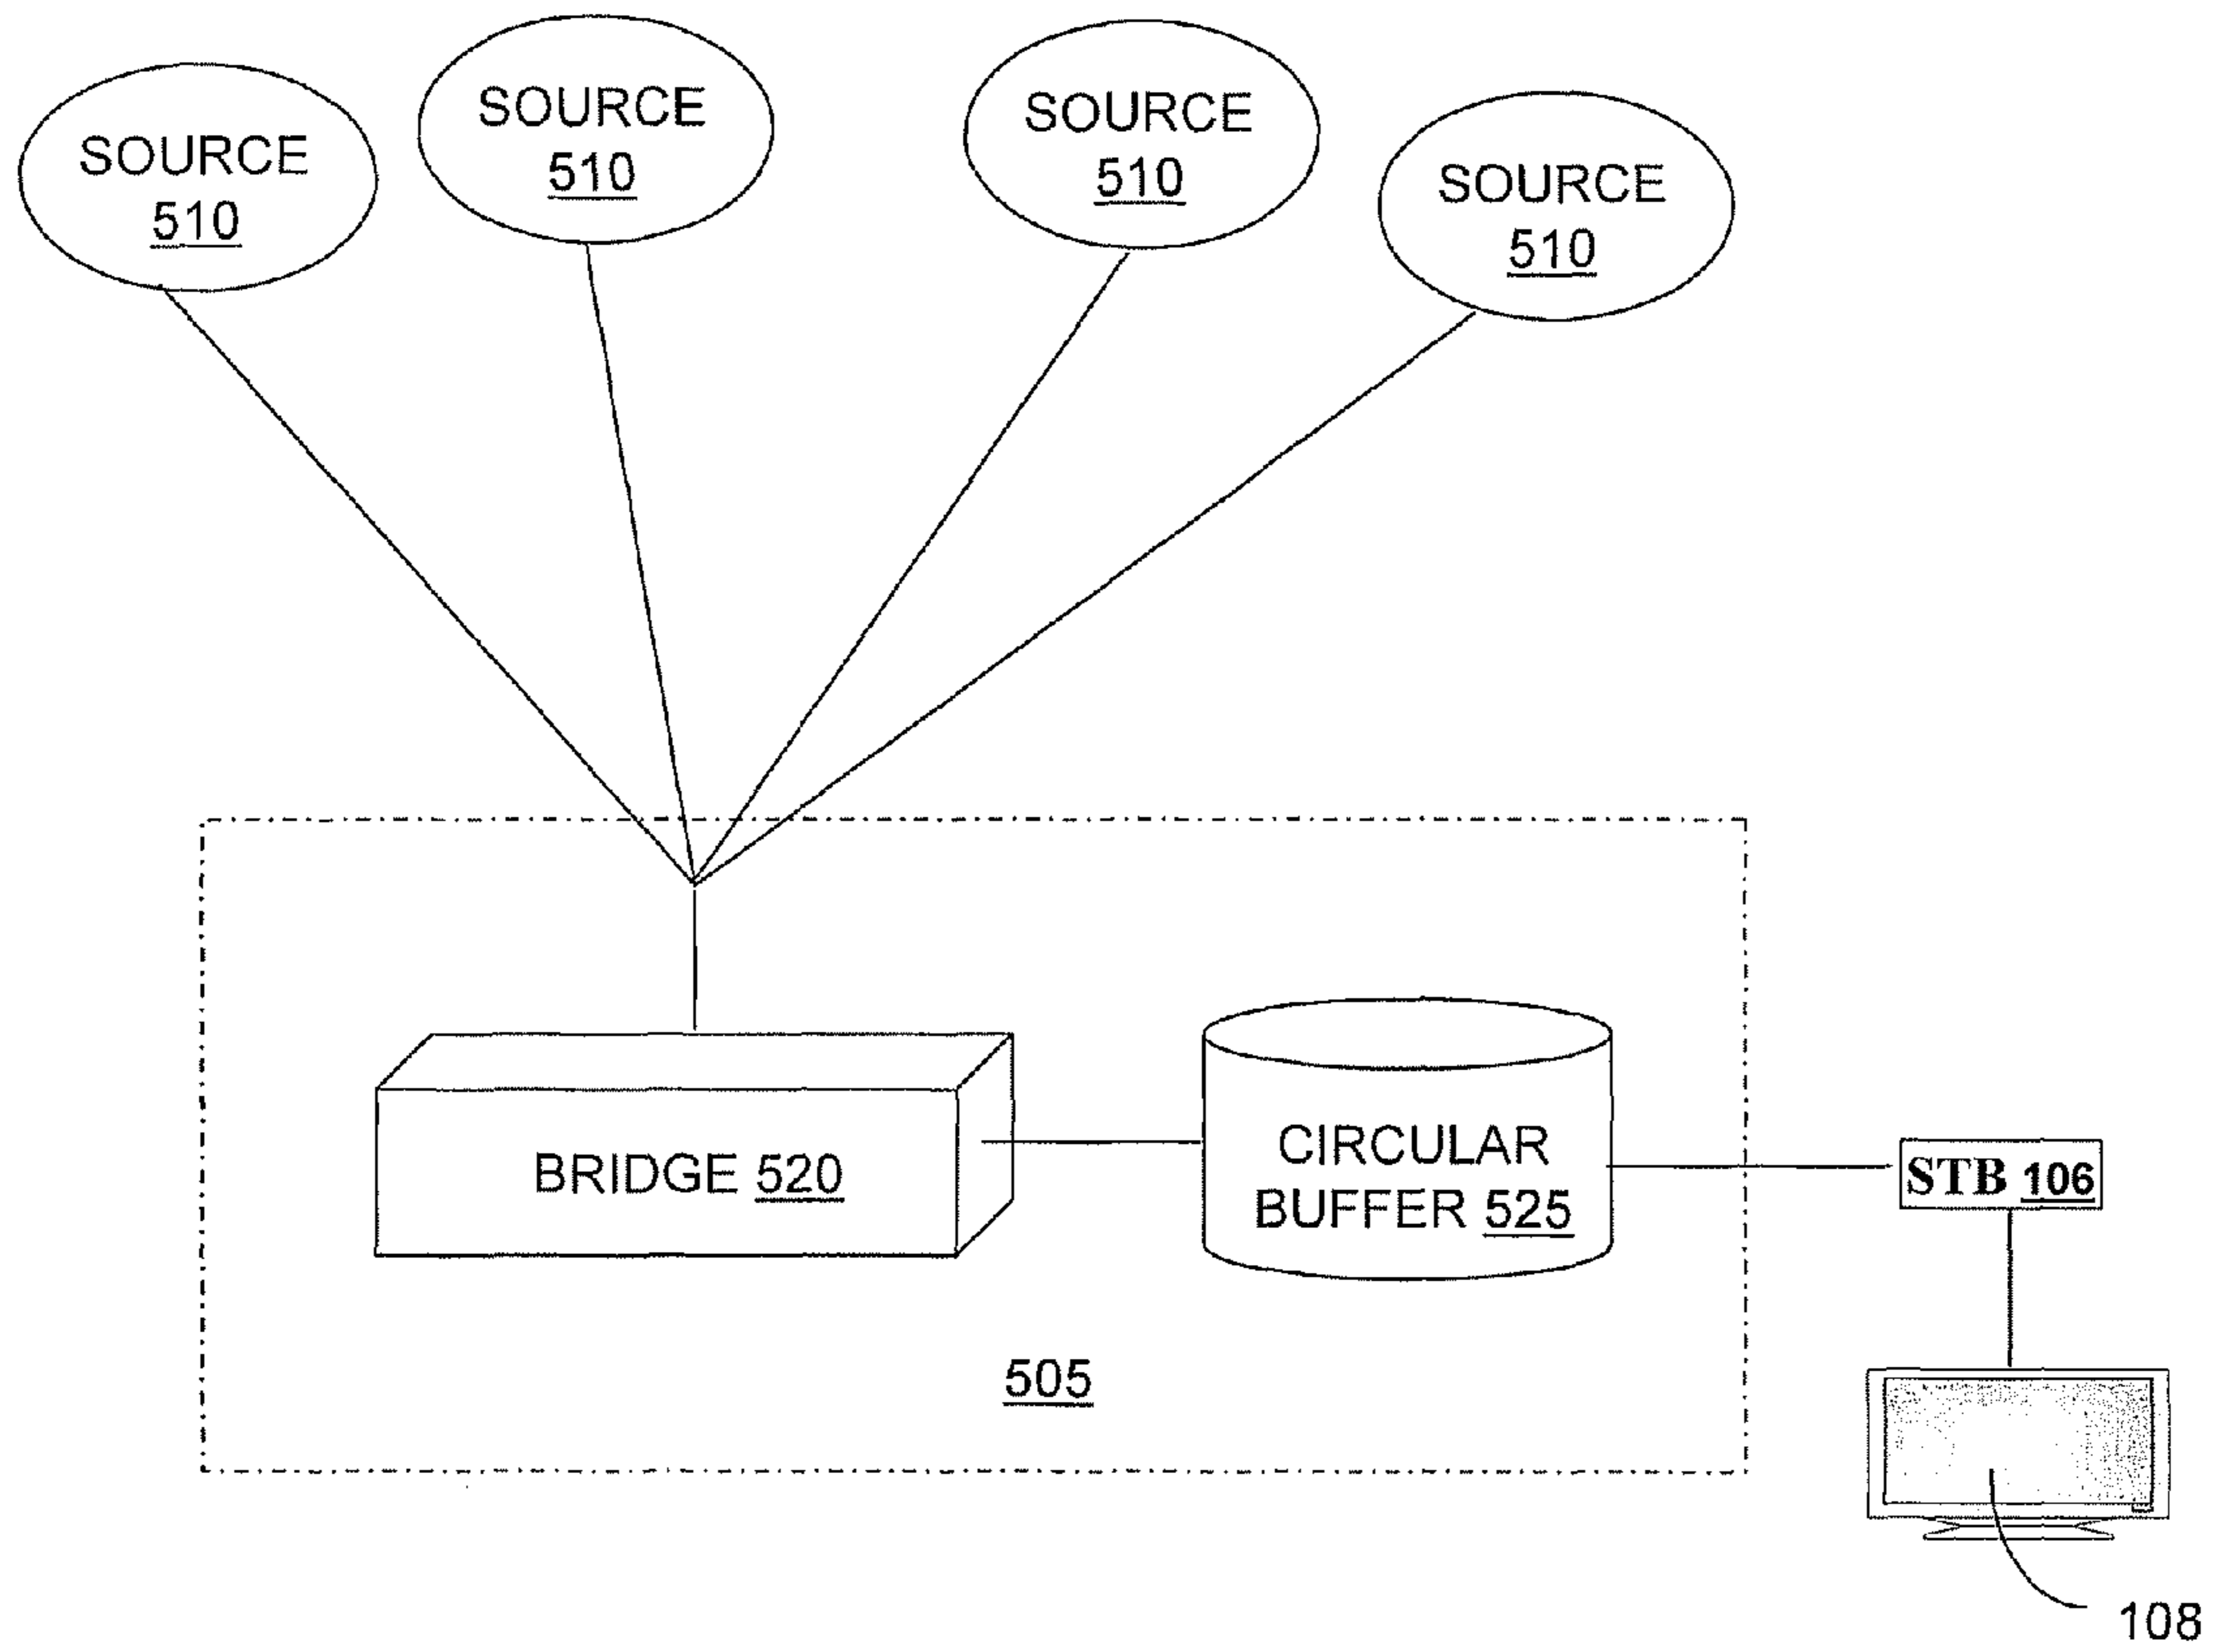 SOURCE
510
SOURCE
510
SOURCE
510
SOURCE
510
BRIDGE 520
CIRCULAR
BUFFER 525
STB 106
505
108